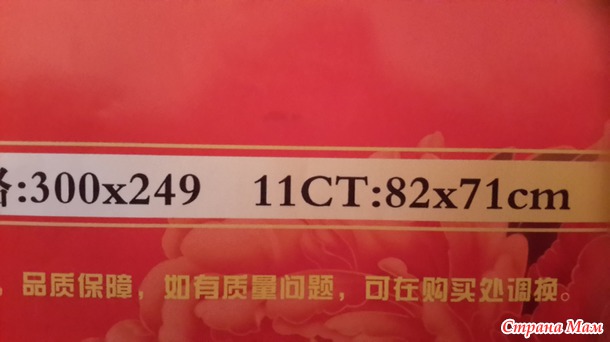 格:300x249 11CT:82x71cm
，品质保障，如有质量问题，可在购买处调换。
Страна Мам